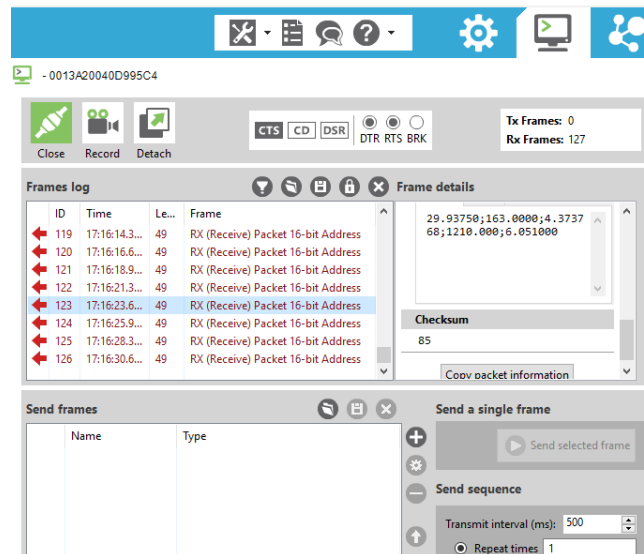 - 0013A20040D995C4
Close Record Detach
CTS CD DSR
DTR RTS BRK
Tx Frames: 0
Rx Frames: 127
Frames log
ID Time Le... Frame
119 17:16:14.3... 49 RX (Receive) Packet 16-bit Address
120 17:16:16.6... 49 RX (Receive) Packet 16-bit Address
121 17:16:18.9... 49 RX (Receive) Packet 16-bit Address
122 17:16:21.3... 49 RX (Receive) Packet 16-bit Address
123 17:16:23.6... 49 RX (Receive) Packet 16-bit Address
124 17:16:25.9... 49 RX (Receive) Packet 16-bit Address
125 17:16:28.3... 49 RX (Receive) Packet 16-bit Address
126 17:16:30.6... 49 RX (Receive) Packet 16-bit Address
Frame details
29.93750;163.0000;4.3737
68;1210.000;6.051000
Checksum
85
Copy packet information
Send frames
Name Type
Send a single frame
Send selected frame
Send sequence
Transmit interval (ms): 500
Repeat times 1